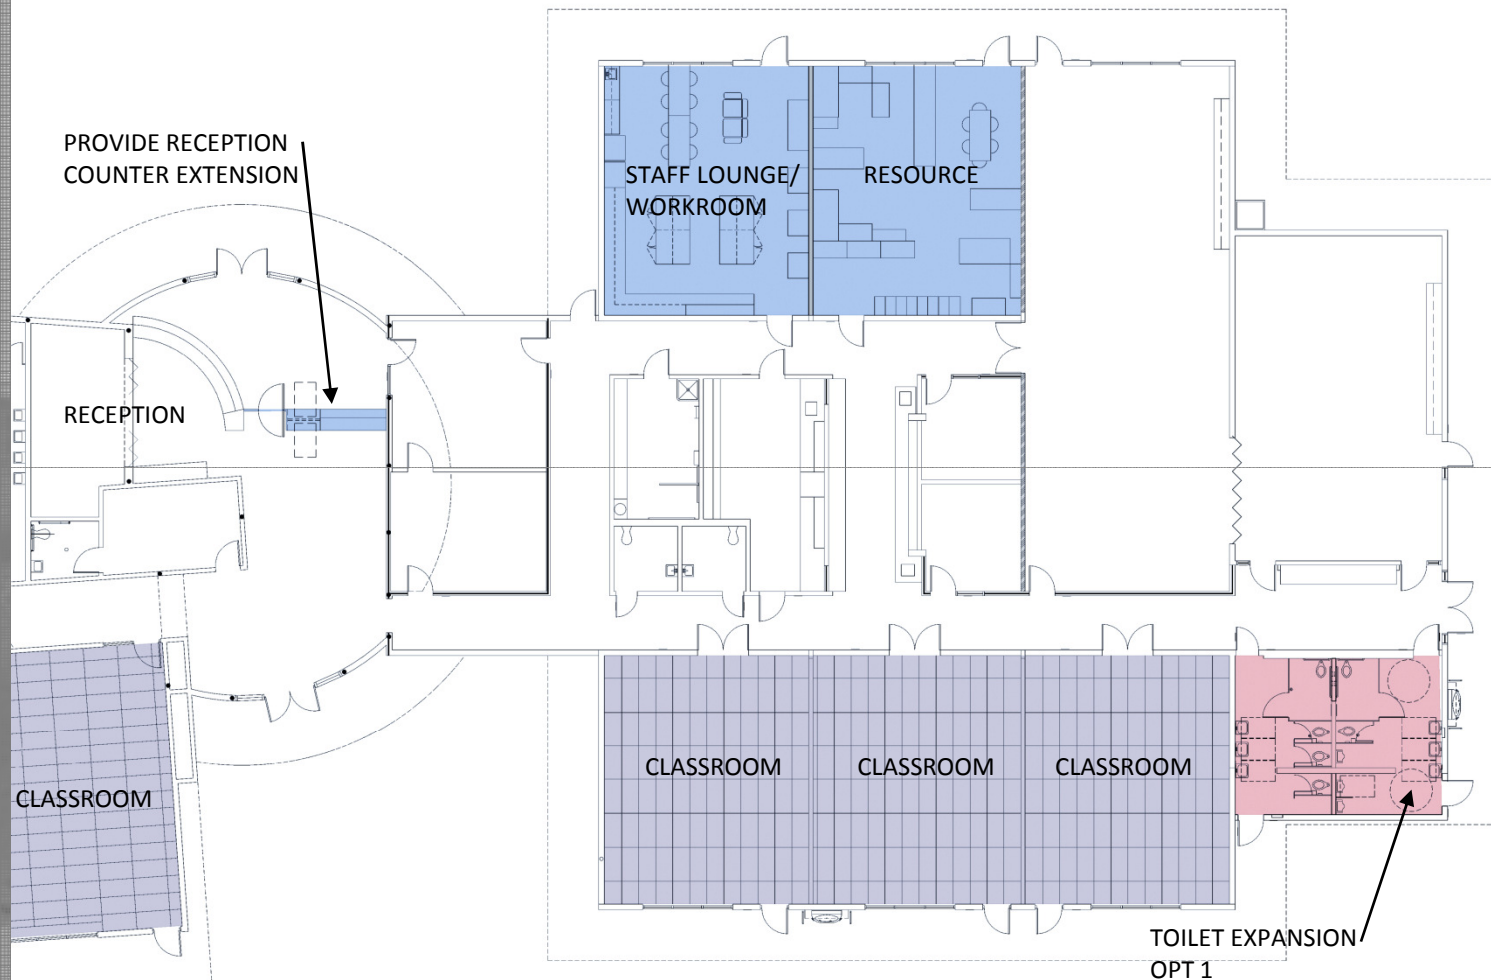 PROVIDE RECEPTION
COUNTER EXTENSION
STAFF LOUNGE/
WORKROOM
RESOURCE
RECEPTION
CLASSROOM
CLASSROOM
CLASSROOM
CLASSROOM
TOILET EXPANSION
OPT 1